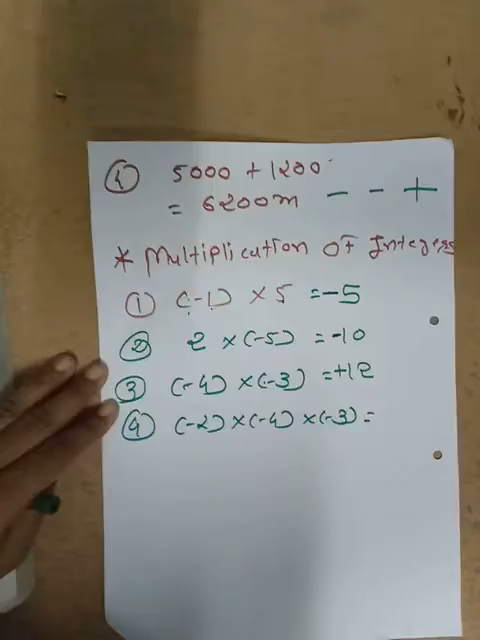 ① 5000 + 1200
= 6200m - - +
* Multiplication of Integers
① (-1) × 5 = -5
② 2 × (-5) = -10
③ (-4) × (-3) = +12
④ (-2) × (-4) × (-3) =